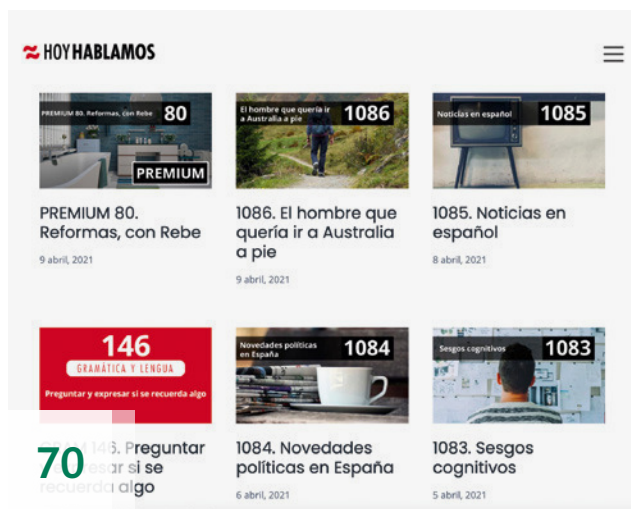 HOY HABLAMOS
PREMIUM 80. Reformas, con Rebe
80
PREMIUM
PREMIUM 80.
Reformas, con Rebe
9 abril, 2021
El hombre que quería ir
a Australia a pie
1086
1086. El hombre que
quería ir a Australia
a pie
9 abril, 2021
Noticias en español
1085
1085. Noticias en
español
8 abril, 2021
146
GRAMÁTICA Y LENGUA
Preguntar y expresar si se recuerda algo
GRAM 146. Preguntar
si se
recuerda algo
70
Novedades políticas
en España
1084
1084. Novedades
políticas en España
6 abril, 2021
Sesgos cognitivos
1083
1083. Sesgos
cognitivos
5 abril, 2021